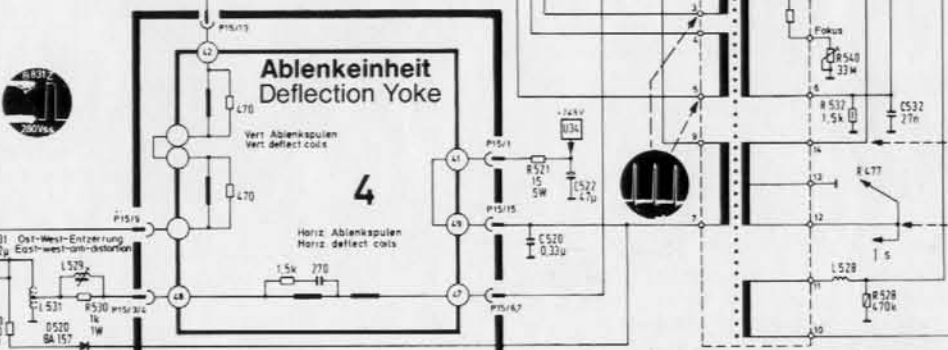 P15/13
42
Ablenkeinheit
Deflection Yoke
470
Vert Ablenkspulen
Vert deflect coils
470
4
Horiz Ablenkspulen
Horiz deflect coils
1,5k 270
48
47
41
49
P15/1
P15/15
P15/6,7
P15/9
P15/3/4
280Vss
Ost-West-Entzerrung
East-west-anti-distortion
L529
L531
R530
1k
1W
D520
BA 157
U34
R521
15
5W
C522
47µ
C520
0,33µ
3
4
5
9
7
Fokus
R540
33M
6
R532
1,5k
C532
27n
14
13
12
R477
S
11
L528
R528
470k
10